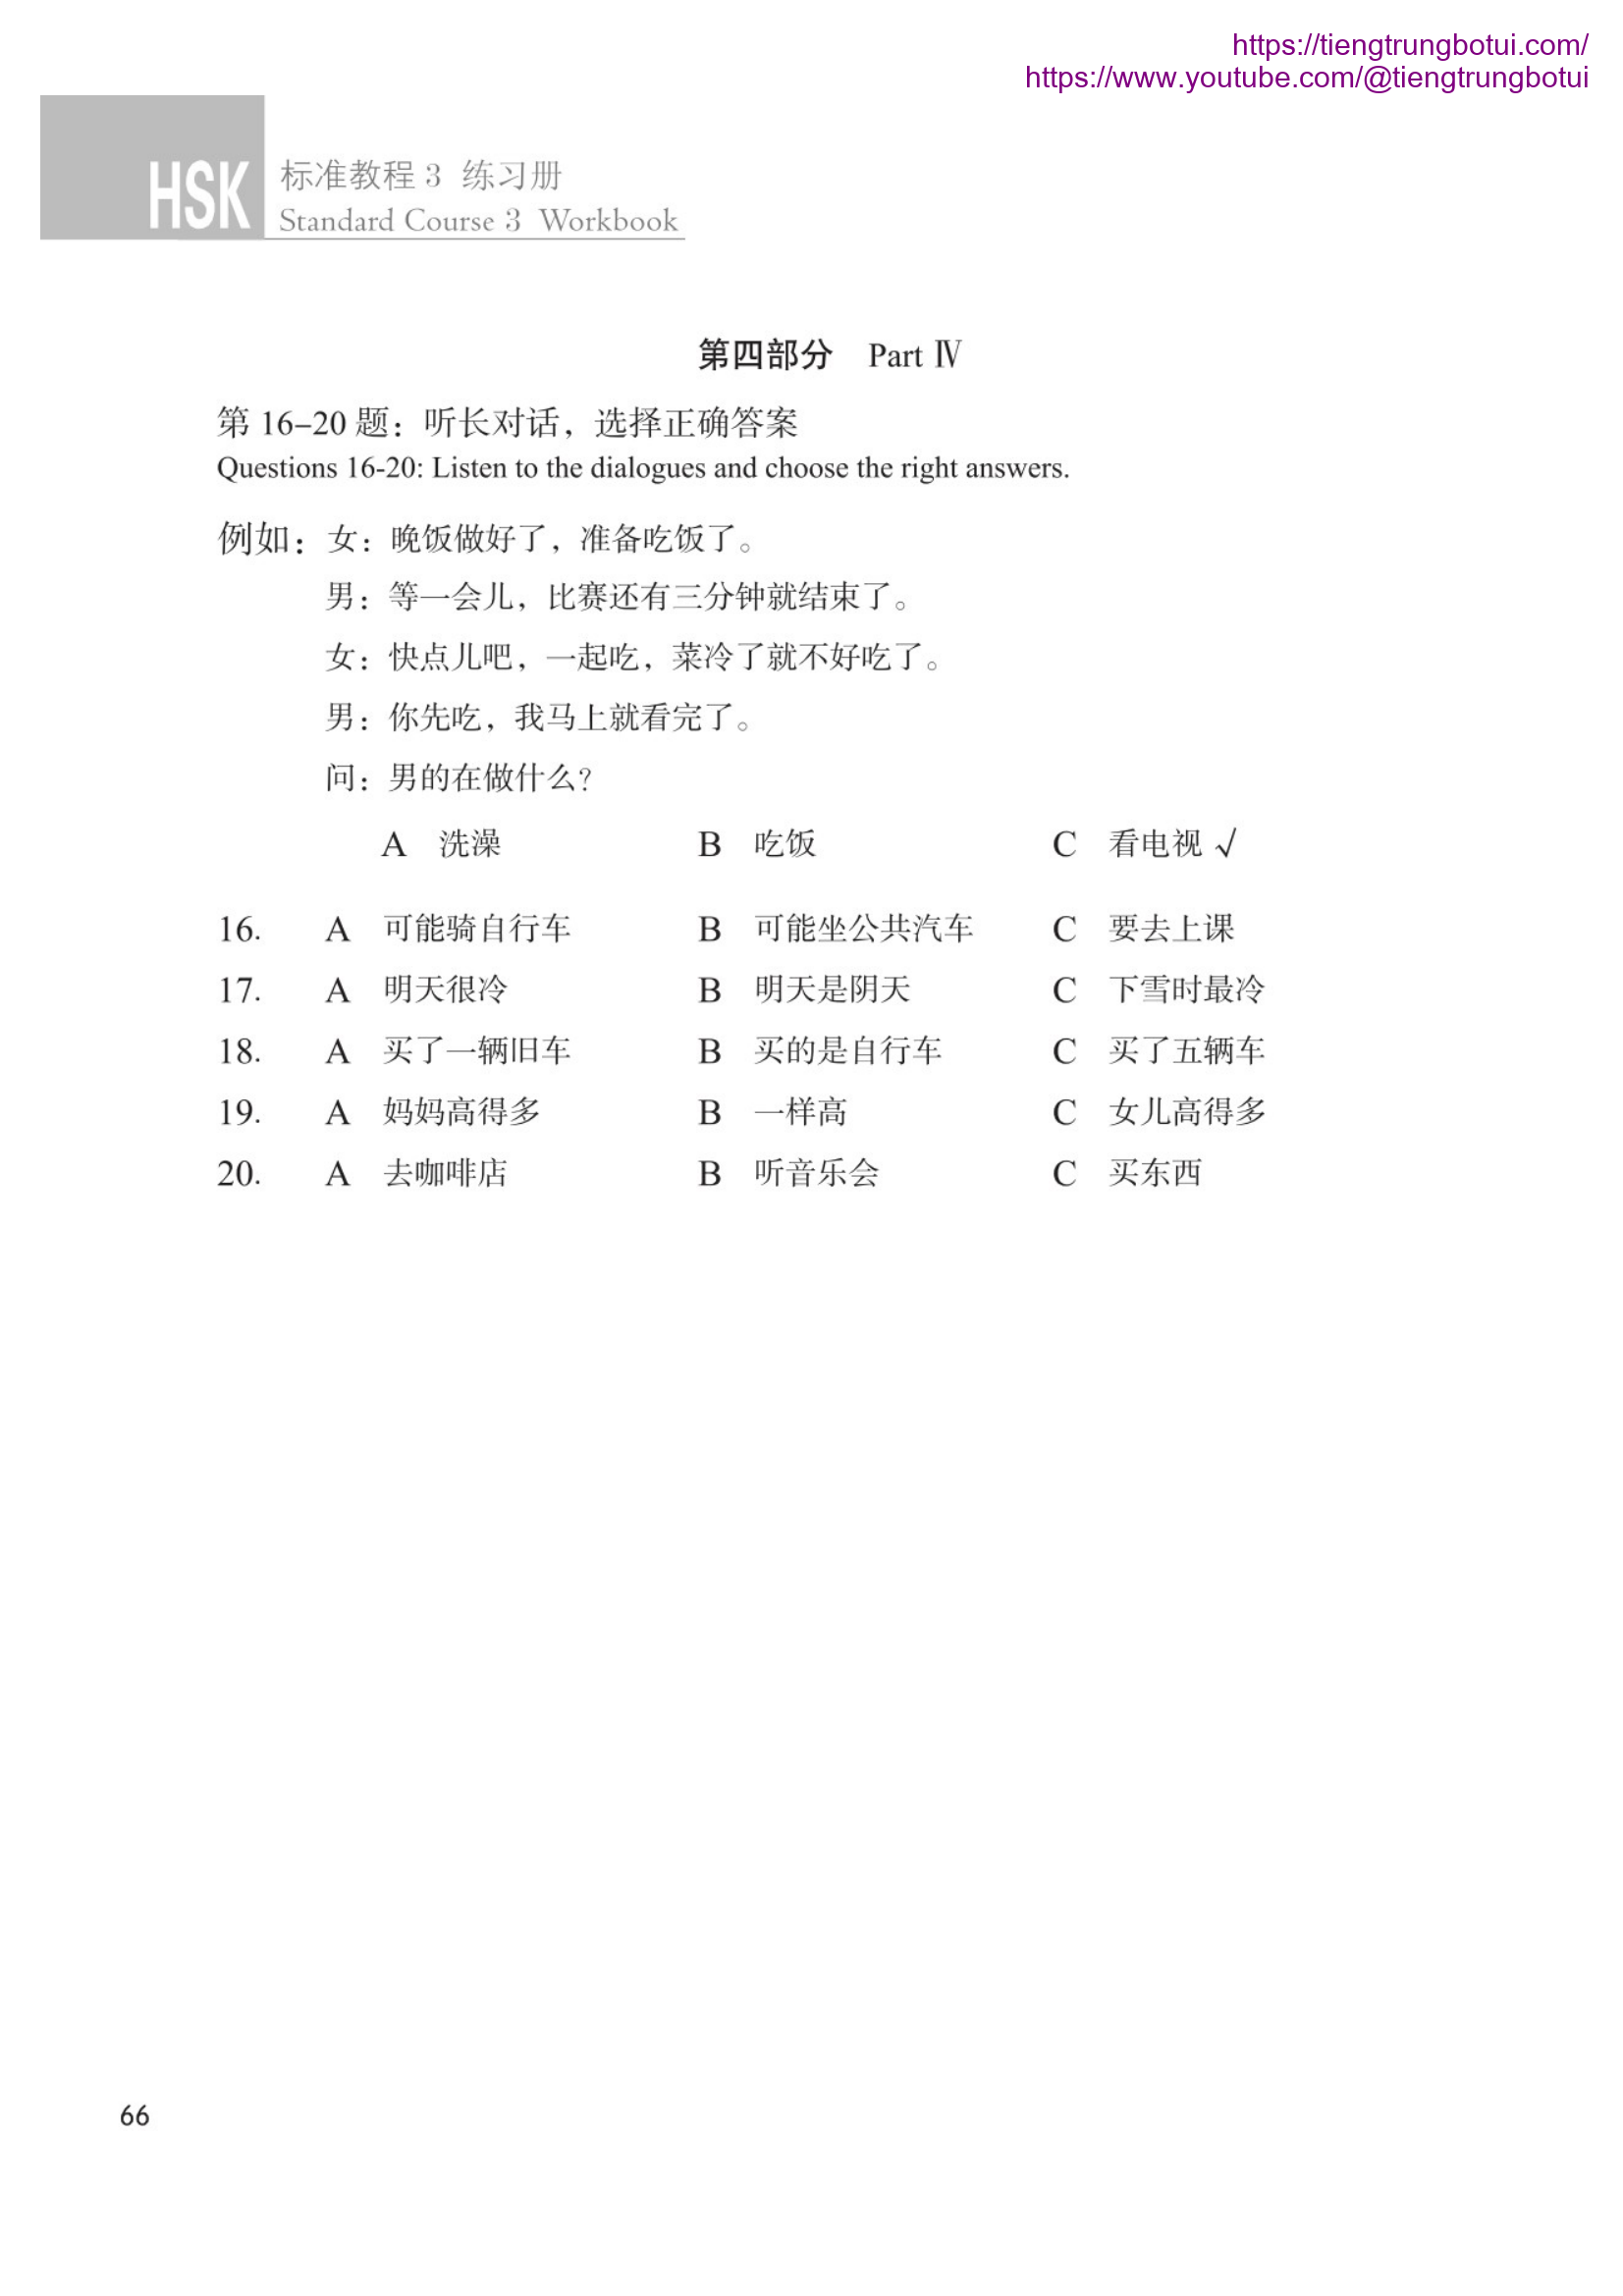 https://tiengtrungbotui.com/
https://www.youtube.com/@tiengtrungbotui
HSK 标准教程 3 练习册
Standard Course 3 Workbook
第四部分 Part Ⅳ
第 16–20 题：听长对话，选择正确答案
Questions 16-20: Listen to the dialogues and choose the right answers.
例如：女：晚饭做好了，准备吃饭了。
男：等一会儿，比赛还有三分钟就结束了。
女：快点儿吧，一起吃，菜冷了就不好吃了。
男：你先吃，我马上就看完了。
问：男的在做什么？
A 洗澡 B 吃饭 C 看电视 √
16. A 可能骑自行车 B 可能坐公共汽车 C 要去上课
17. A 明天很冷 B 明天是阴天 C 下雪时最冷
18. A 买了一辆旧车 B 买的是自行车 C 买了五辆车
19. A 妈妈高得多 B 一样高 C 女儿高得多
20. A 去咖啡店 B 听音乐会 C 买东西
66